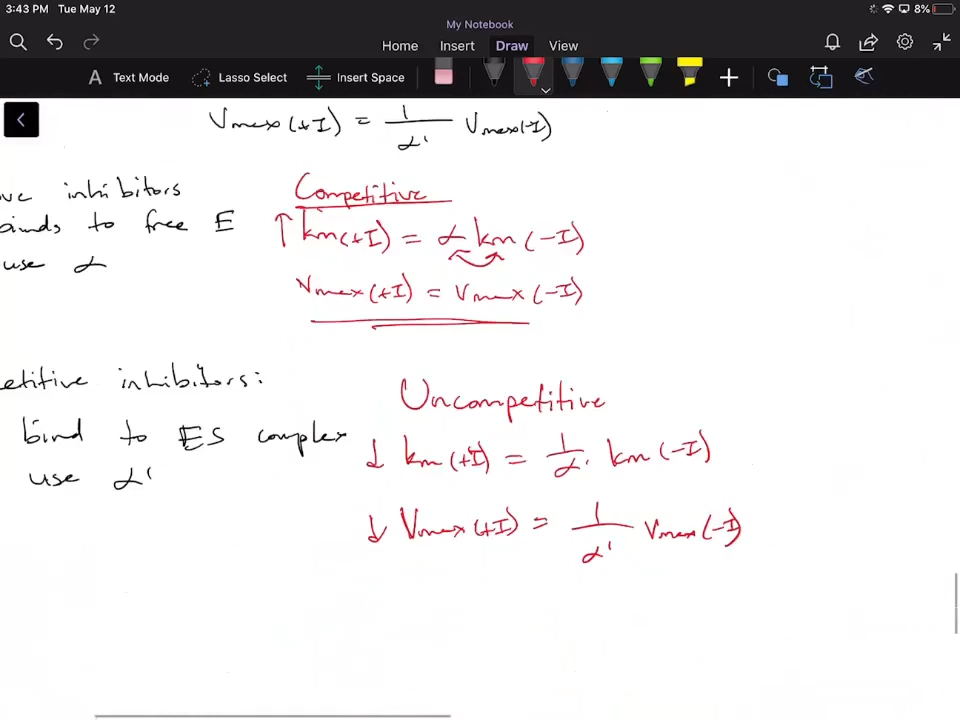 3:43 PM Tue May 12
8%
My Notebook
Home Insert Draw View
A Text Mode Lasso Select Insert Space
Vmax (+I) = 1/α' Vmax(-I)
ve inhibitors
binds to free E
use α
Competitive
↑ km(+I) = α km (-I)
Vmax (+I) = Vmax (-I)
etitive inhibitors:
bind to ES complex
use α'
Uncompetitive
↓ km (+I) = 1/α' km (-I)
↓ Vmax (+I) = 1/α' Vmax (-I)